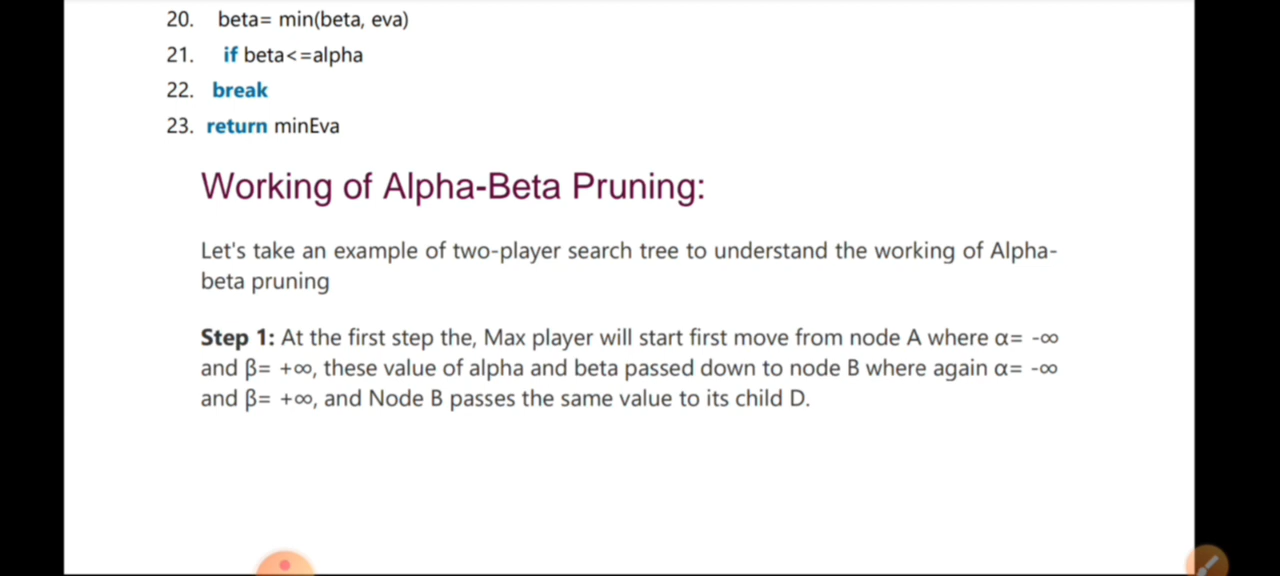 20. beta= min(beta, eva)
21. if beta<=alpha
22. break
23. return minEva
Working of Alpha-Beta Pruning:
Let's take an example of two-player search tree to understand the working of Alpha-
beta pruning
Step 1: At the first step the, Max player will start first move from node A where α= -∞
and β= +∞, these value of alpha and beta passed down to node B where again α= -∞
and β= +∞, and Node B passes the same value to its child D.